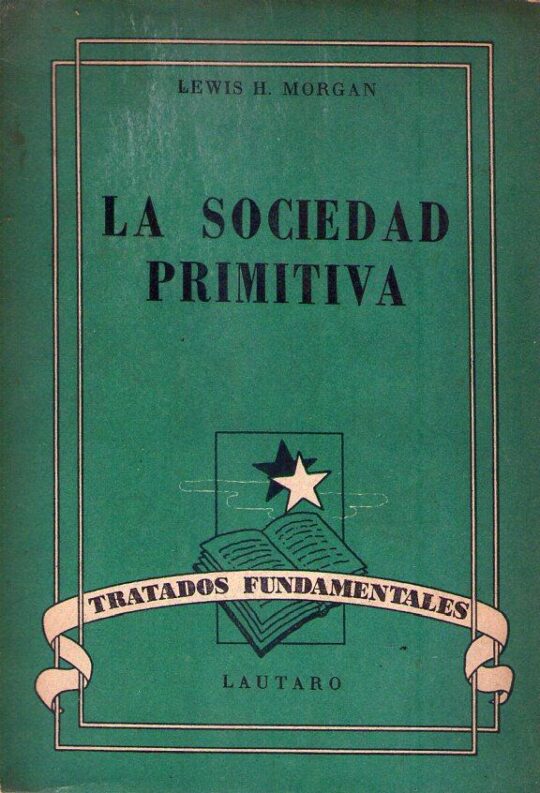 LEWIS H. MORGAN
LA SOCIEDAD
PRIMITIVA
TRATADOS FUNDAMENTALES
LAUTARO